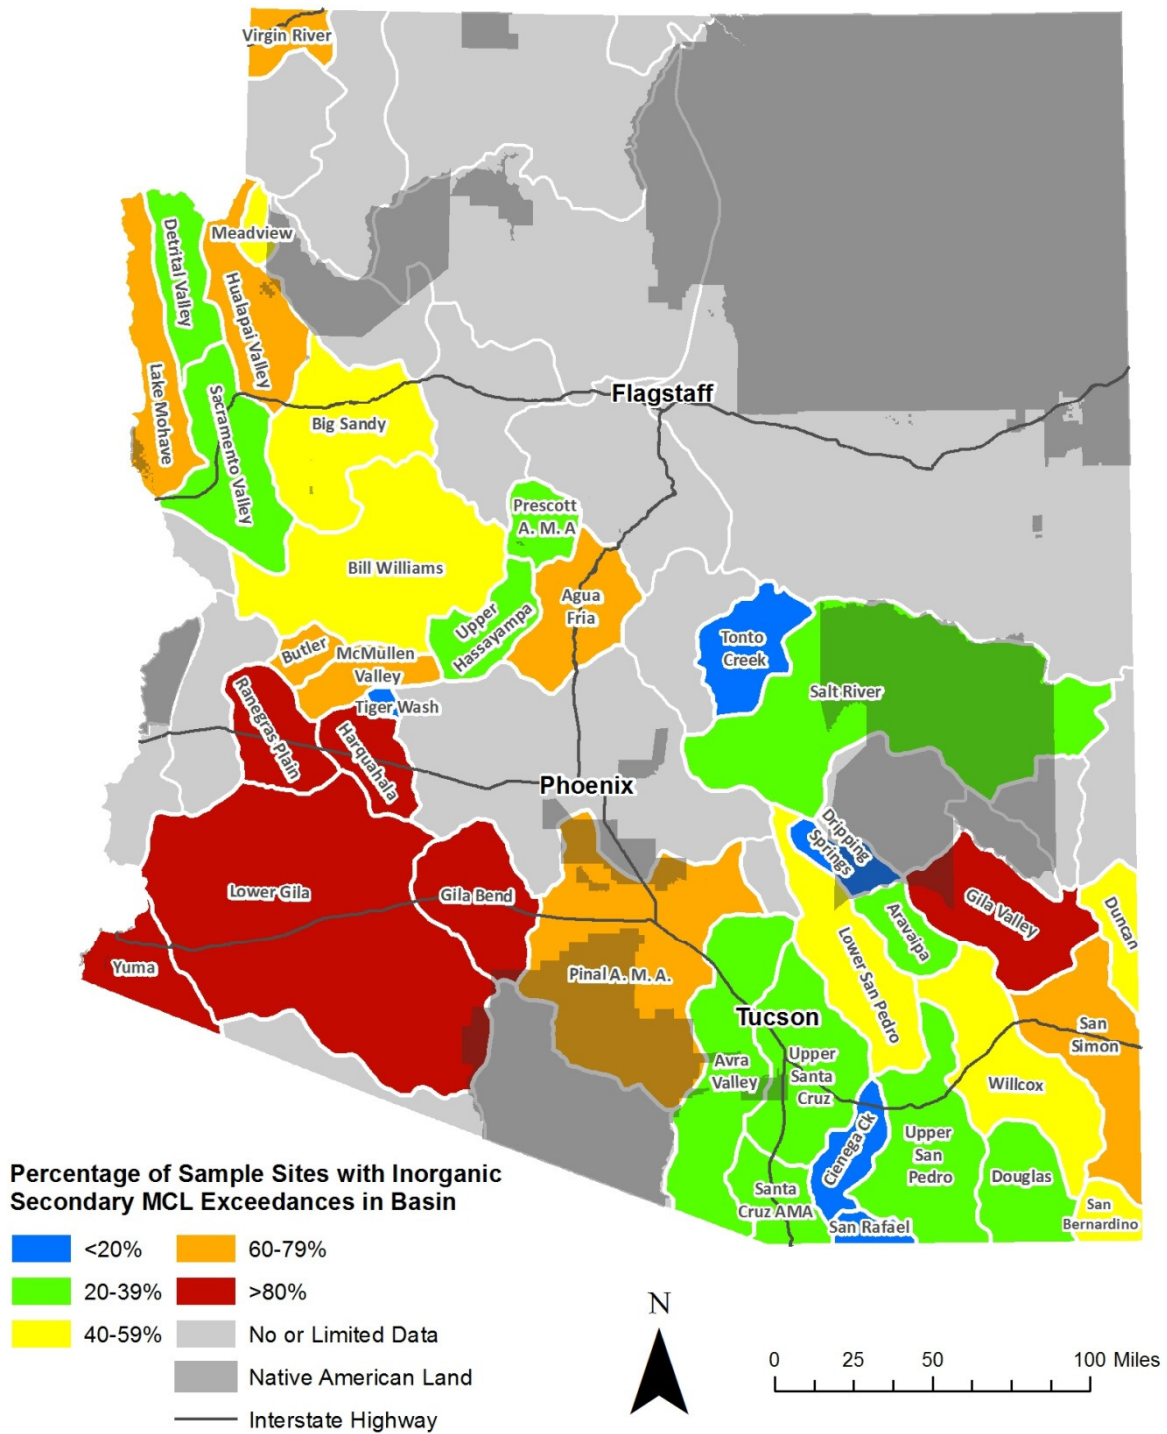 Virgin River
Meadview
Detrital Valley
Hualapai Valley
Lake Mohave
Sacramento Valley
Flagstaff
Big Sandy
Prescott
A. M. A
Bill Williams
Agua
Fria
Upper
Hassayampa
Tonto
Creek
Butler
McMullen
Valley
Salt River
Tiger Wash
Ranegras Plain
Harquahala
Phoenix
Dripping
Springs
Lower Gila
Gila Bend
Gila Valley
Duncan
Aravaipa
Yuma
Pinal A. M. A.
Lower San Pedro
Tucson
San
Simon
Avra
Valley
Upper
Santa
Cruz
Willcox
Cienega Ck
Upper
San
Pedro
Douglas
Santa
Cruz AMA
San Rafael
San
Bernardino
Percentage of Sample Sites with Inorganic
Secondary MCL Exceedances in Basin
<20%
60-79%
20-39%
>80%
40-59%
No or Limited Data
Native American Land
Interstate Highway
N
0 25 50 100 Miles